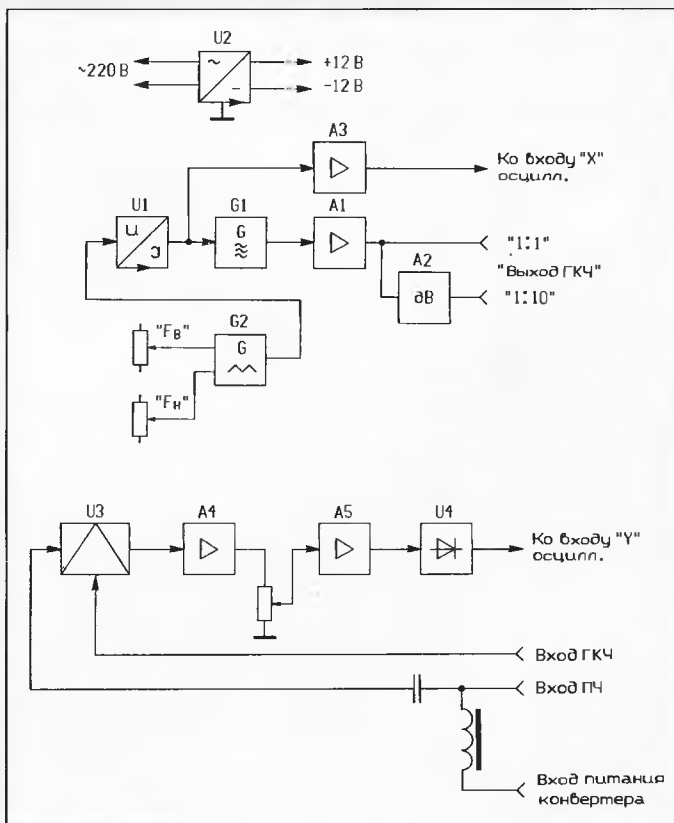 U2
~220 В
+12 В
-12 В
A3
Ко входу "X"
осцилл.
U1
G1
A1
U
Э
G
"1:1"
A2
"Выход ГКЧ"
дВ
"1:10"
G2
"Fв"
G
"Fн"
U3
A4
A5
U4
Ко входу "Y"
осцилл.
Вход ГКЧ
Вход ПЧ
Вход питания
конвертера